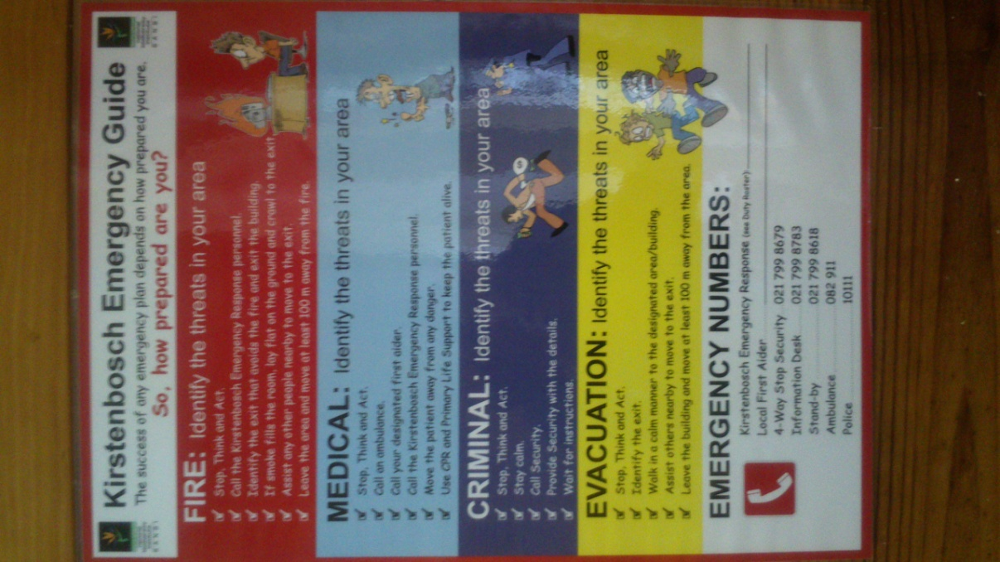 Kirstenbosch Emergency Guide
The success of any emergency plan depends on how prepared you are.
So, how prepared are you?
FIRE: Identify the threats in your area
Stop, Think and Act.
Call the Kirstenbosch Emergency Response personnel.
Identify the exit that avoids the fire and exit the building.
If smoke fills the room, lay flat on the ground and crawl to the exit
Assist any other people nearby to move to the exit.
Leave the area and move at least 100 m away from the fire.
MEDICAL: Identify the threats in your area
Stop, Think and Act.
Call an ambulance.
Call your designated first aider.
Call the Kirstenbosch Emergency Response personnel.
Move the patient away from any danger.
Use CPR and Primary Life Support to keep the patient alive.
CRIMINAL: Identify the threats in your area
Stop, Think and Act.
Stay calm.
Call Security.
Provide Security with the details.
Wait for instructions.
$
EVACUATION: Identify the threats in your area
Stop, Think and Act.
Identify the exit.
Walk in a calm manner to the designated area/building.
Assist others nearby to move to the exit.
Leave the building and move at least 100 m away from the area.
EMERGENCY NUMBERS:
Kirstenbosch Emergency Response (see Duty Roster)
Local First Aider
4-Way Stop Security 021 799 8679
Information Desk 021 799 8783
Stand-by 021 799 8618
Ambulance 082 911
Police 10111